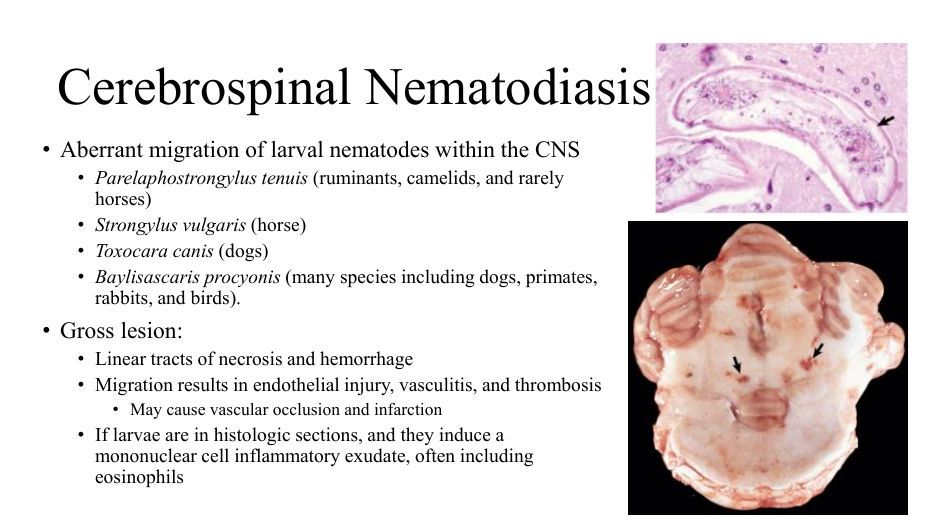 Cerebrospinal Nematodiasis
• Aberrant migration of larval nematodes within the CNS
• Parelaphostrongylus tenuis (ruminants, camelids, and rarely
horses)
• Strongylus vulgaris (horse)
• Toxocara canis (dogs)
• Baylisascaris procyonis (many species including dogs, primates,
rabbits, and birds).
• Gross lesion:
• Linear tracts of necrosis and hemorrhage
• Migration results in endothelial injury, vasculitis, and thrombosis
• May cause vascular occlusion and infarction
• If larvae are in histologic sections, and they induce a
mononuclear cell inflammatory exudate, often including
eosinophils